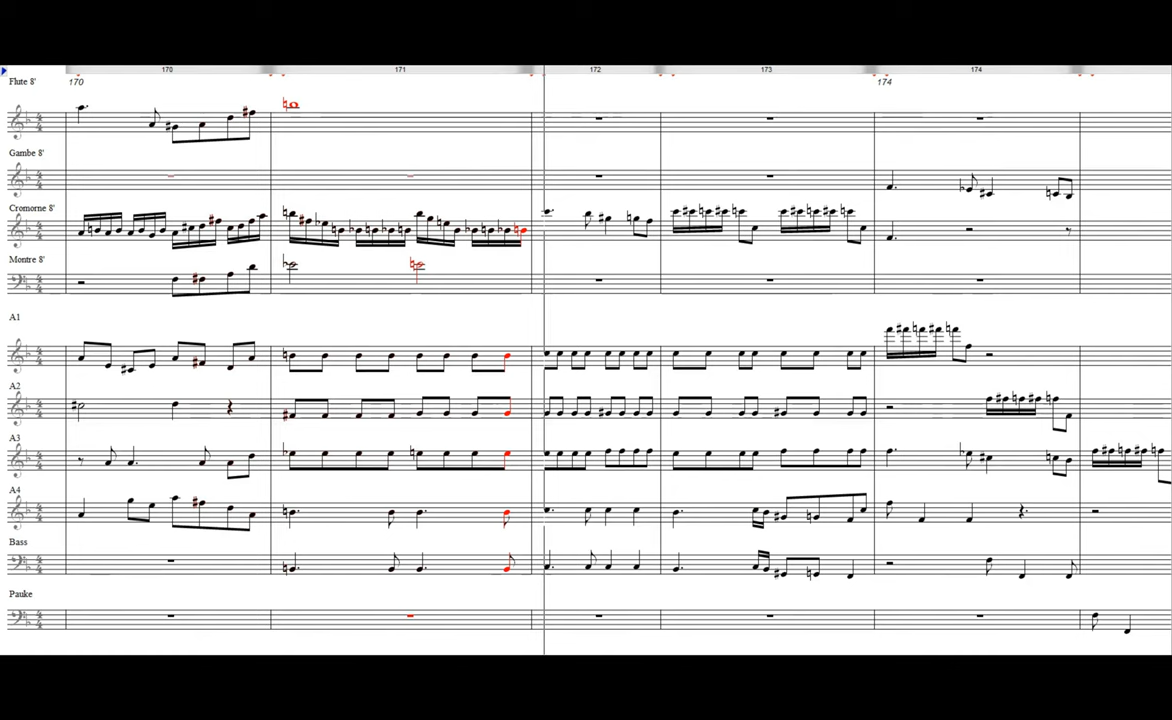 170 171 172 173 174
Flute 8' 170 174
Gambe 8'
Cromorne 8'
Montre 8'
A1
A2
A3
A4
Bass
Pauke